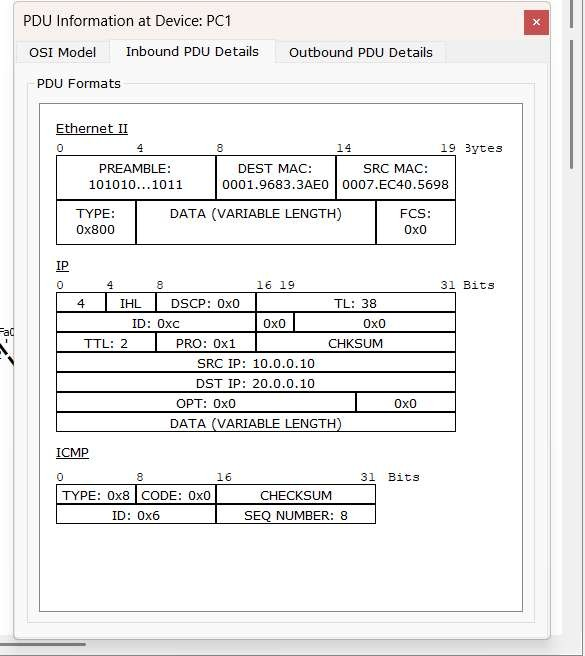 PDU Information at Device: PC1
OSI Model Inbound PDU Details Outbound PDU Details
PDU Formats
Ethernet II
0 4 8 14 19 Bytes
PREAMBLE: 101010...1011 DEST MAC: 0001.9683.3AE0 SRC MAC: 0007.EC40.5698
TYPE: 0x800 DATA (VARIABLE LENGTH) FCS: 0x0
IP
0 4 8 16 19 31 Bits
4 IHL DSCP: 0x0 TL: 38
ID: 0xc 0x0 0x0
TTL: 2 PRO: 0x1 CHKSUM
SRC IP: 10.0.0.10
DST IP: 20.0.0.10
OPT: 0x0 0x0
DATA (VARIABLE LENGTH)
ICMP
0 8 16 31 Bits
TYPE: 0x8 CODE: 0x0 CHECKSUM
ID: 0x6 SEQ NUMBER: 8